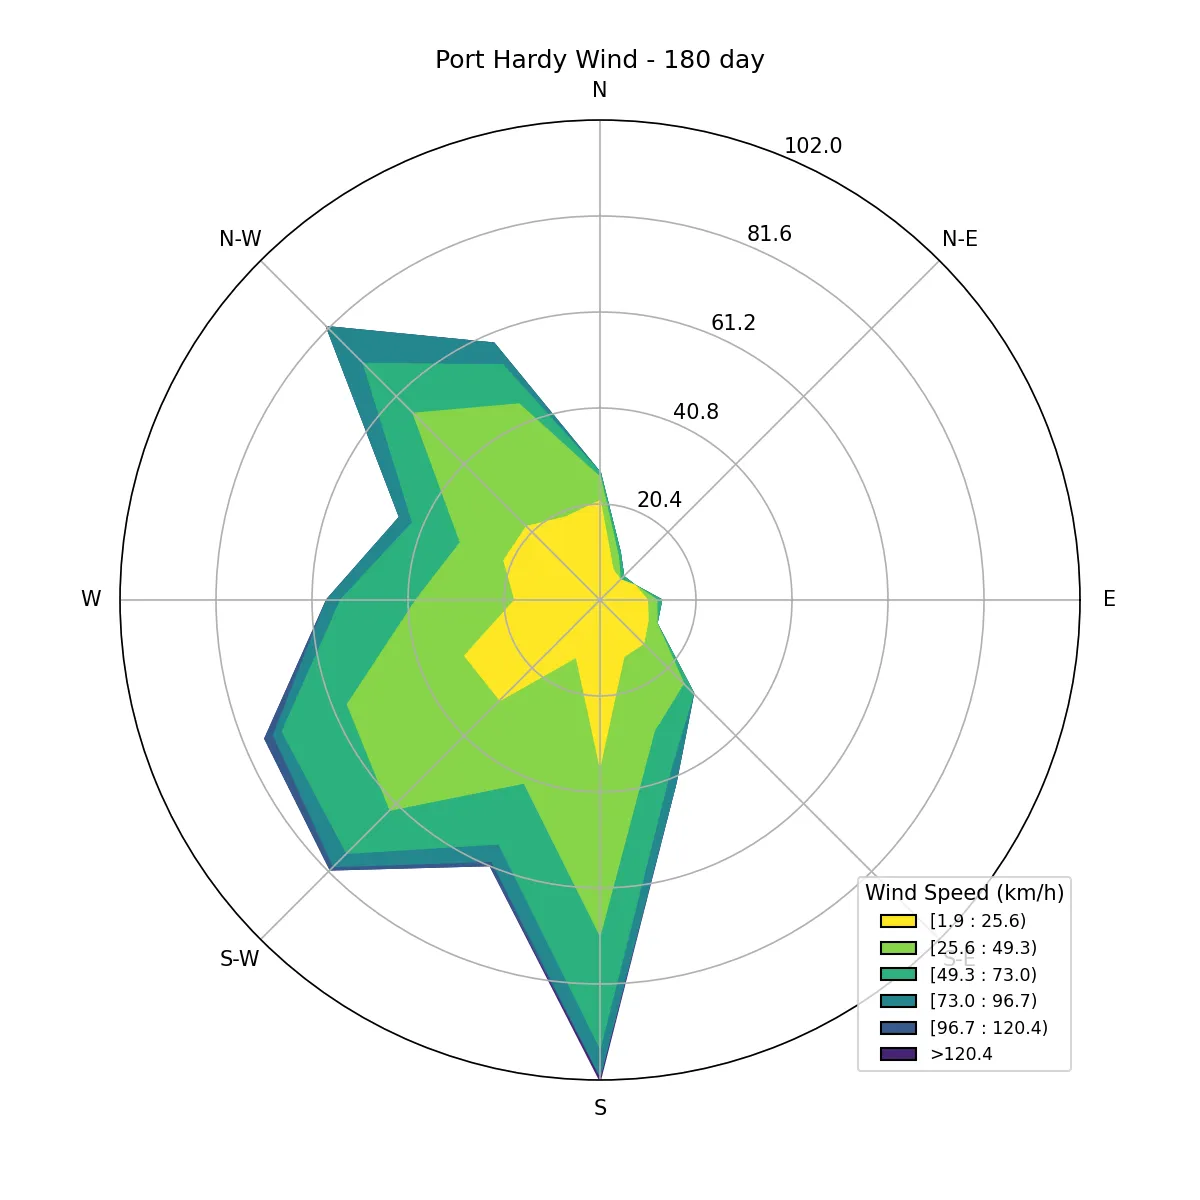 Port Hardy Wind - 180 day
N
102.0
81.6
N-W
N-E
61.2
40.8
20.4
W
E
Wind Speed (km/h)
[1.9 : 25.6)
[25.6 : 49.3)
S-W
S-E
[49.3 : 73.0)
[73.0 : 96.7)
[96.7 : 120.4)
>120.4
S